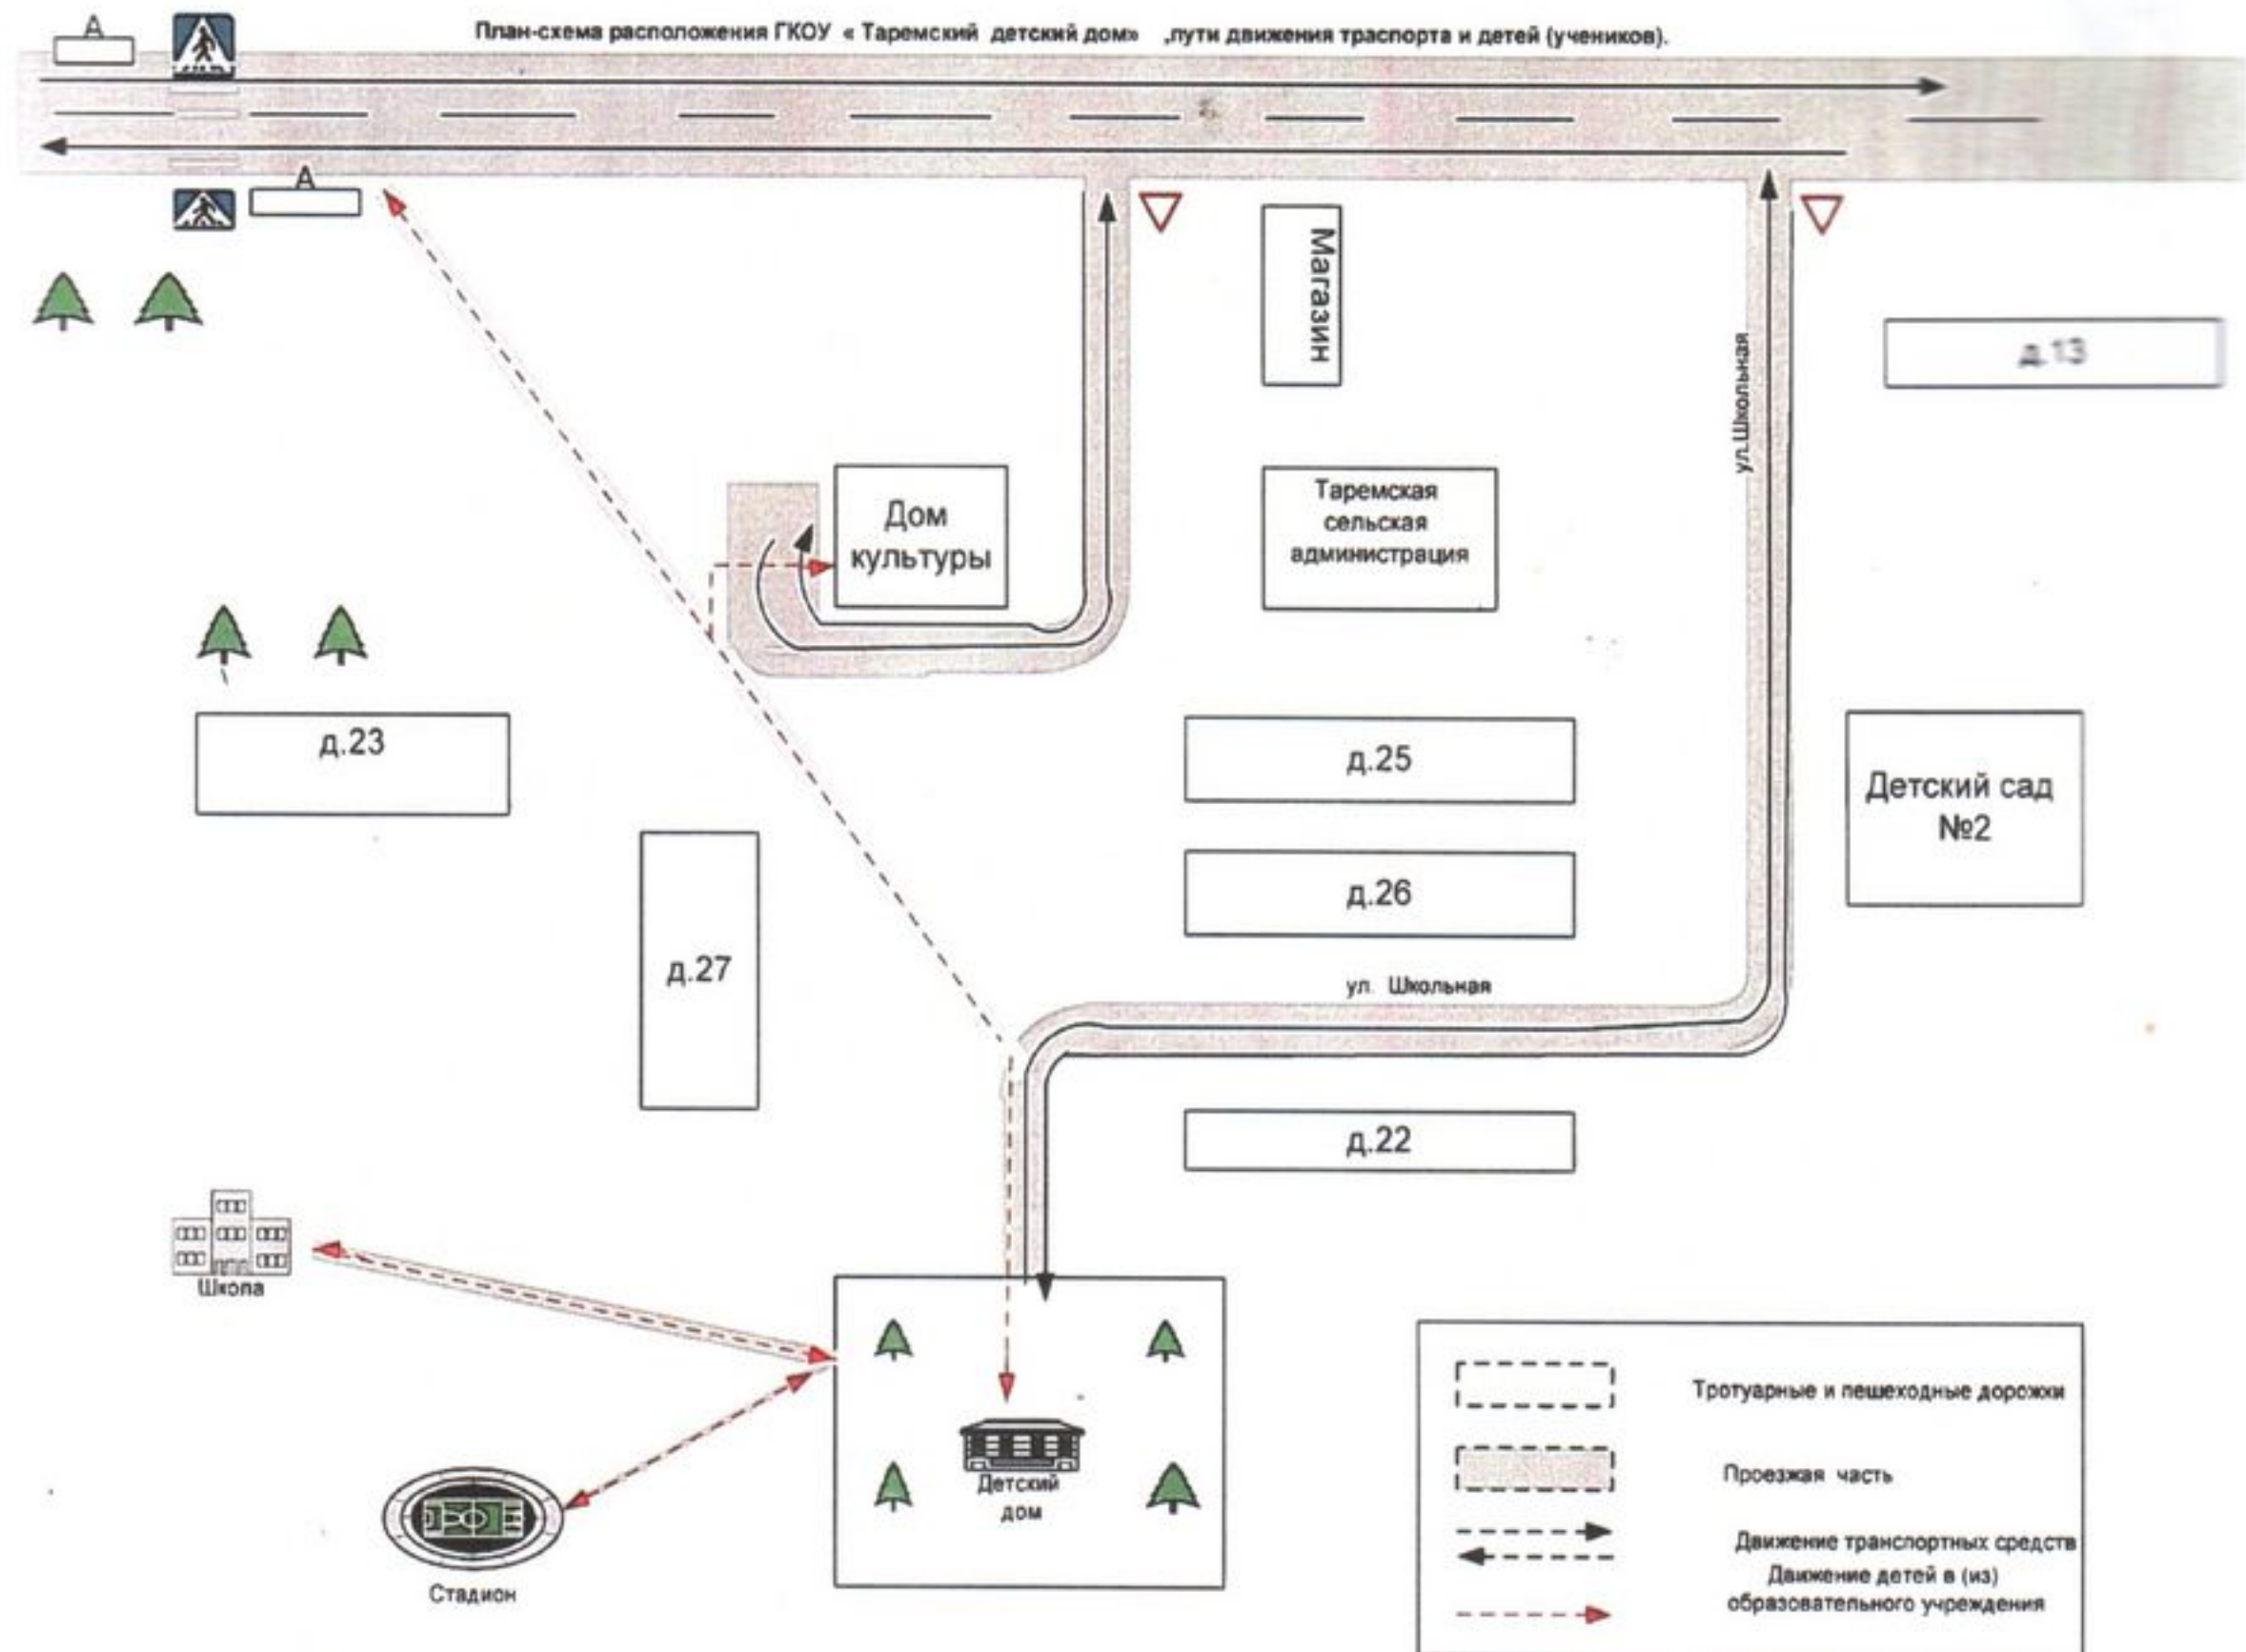 План-схема расположения ГКОУ « Таремский детский дом» ,пути движения траспорта и детей (учеников).
А
А
Магазин
ул.Школьная
д.13
Дом
культуры
Таремская
сельская
администрация
д.23
д.25
Детский сад
№2
д.26
д.27
ул. Школьная
д.22
Школа
Детский
дом
Стадион
Тротуарные и пешеходные дорожки
Проезжая часть
Движение транспортных средств
Движение детей в (из)
образовательного учреждения